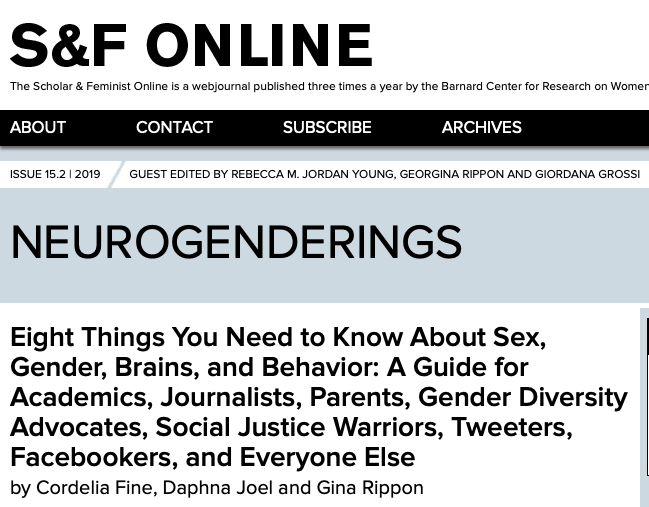 S&F ONLINE
The Scholar & Feminist Online is a webjournal published three times a year by the Barnard Center for Research on Women
ABOUT CONTACT SUBSCRIBE ARCHIVES
ISSUE 15.2 | 2019 GUEST EDITED BY REBECCA M. JORDAN YOUNG, GEORGINA RIPPON AND GIORDANA GROSSI
NEUROGENDERINGS
Eight Things You Need to Know About Sex,
Gender, Brains, and Behavior: A Guide for
Academics, Journalists, Parents, Gender Diversity
Advocates, Social Justice Warriors, Tweeters,
Facebookers, and Everyone Else
by Cordelia Fine, Daphna Joel and Gina Rippon